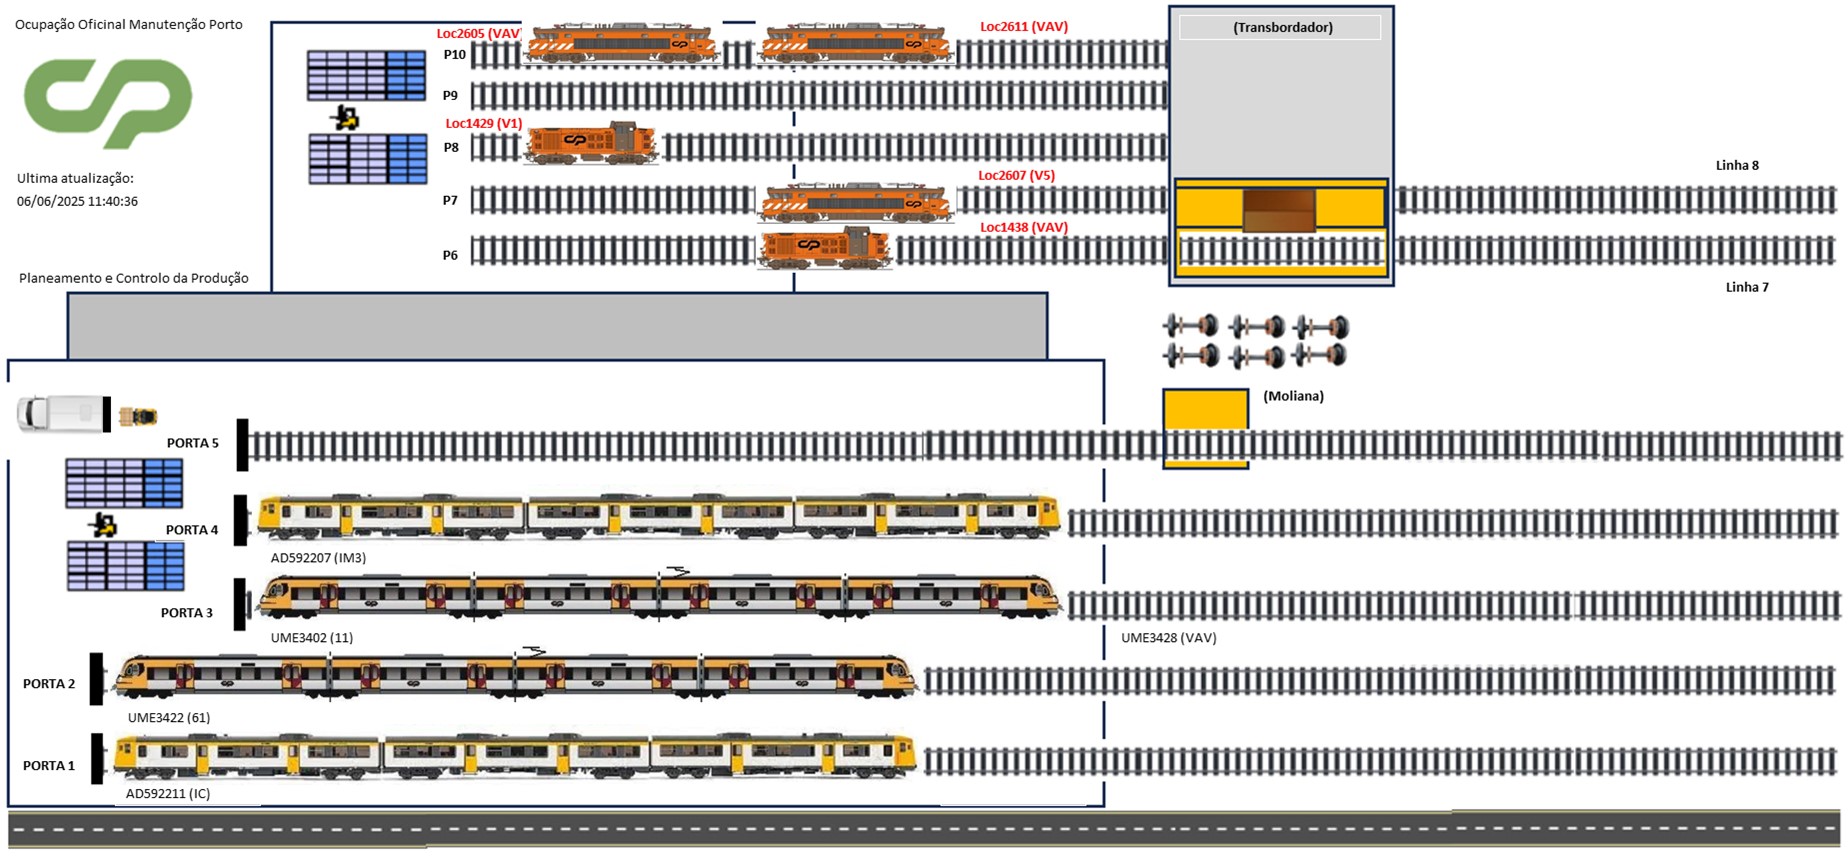 Ocupação Oficinal Manutenção Porto
CP
Ultima atualização:
06/06/2025 11:40:36
Planeamento e Controlo da Produção
Loc2605 (VAV)
Loc2611 (VAV)
(Transbordador)
P10
P9
Loc1429 (V1)
P8
Linha 8
Loc2607 (V5)
P7
Loc1438 (VAV)
P6
Linha 7
(Moliana)
PORTA 5
PORTA 4
AD592207 (IM3)
PORTA 3
UME3402 (11)
UME3428 (VAV)
PORTA 2
UME3422 (61)
PORTA 1
AD592211 (IC)